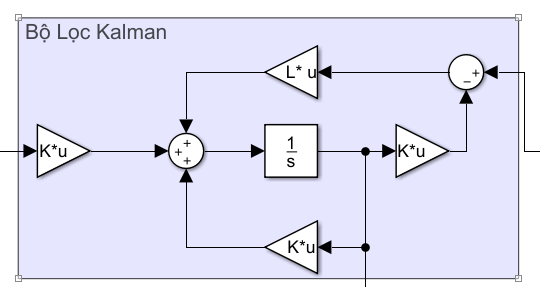 Bộ Lọc Kalman
L* u
− +
K*u
+
+
+
1
s
K*u
K*u